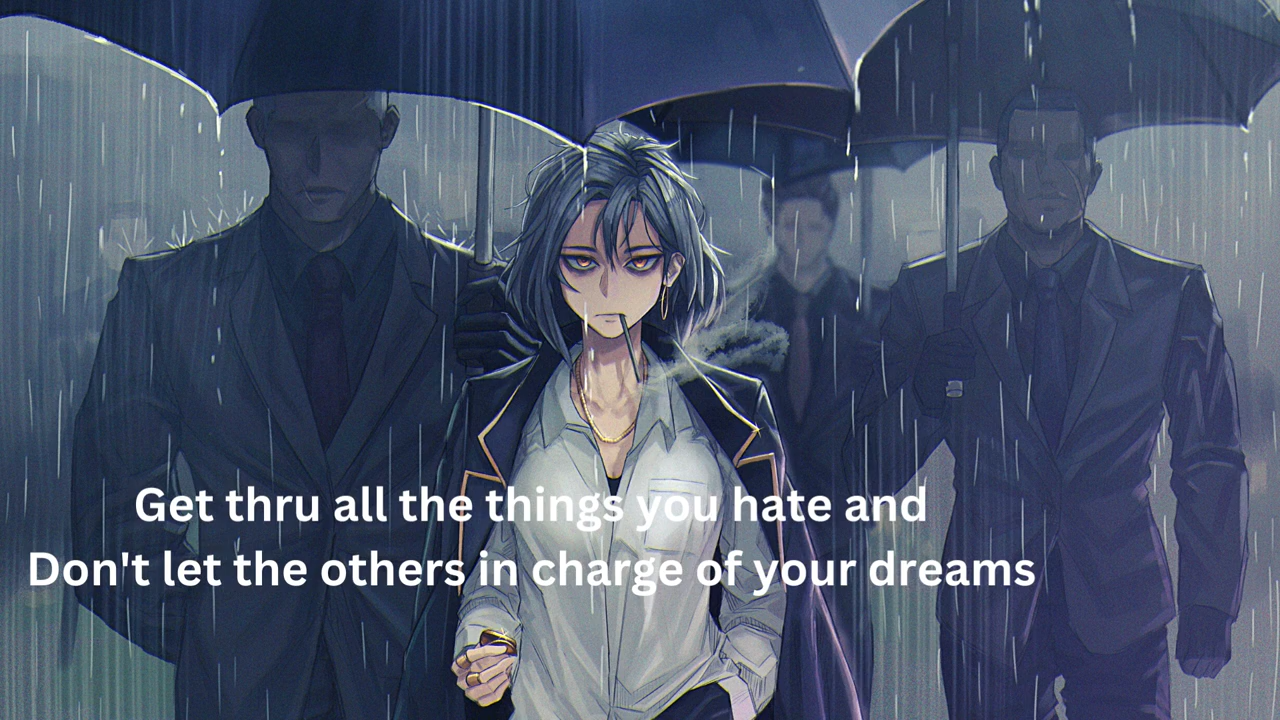 Get thru all the things you hate and
Don't let the others in charge of your dreams